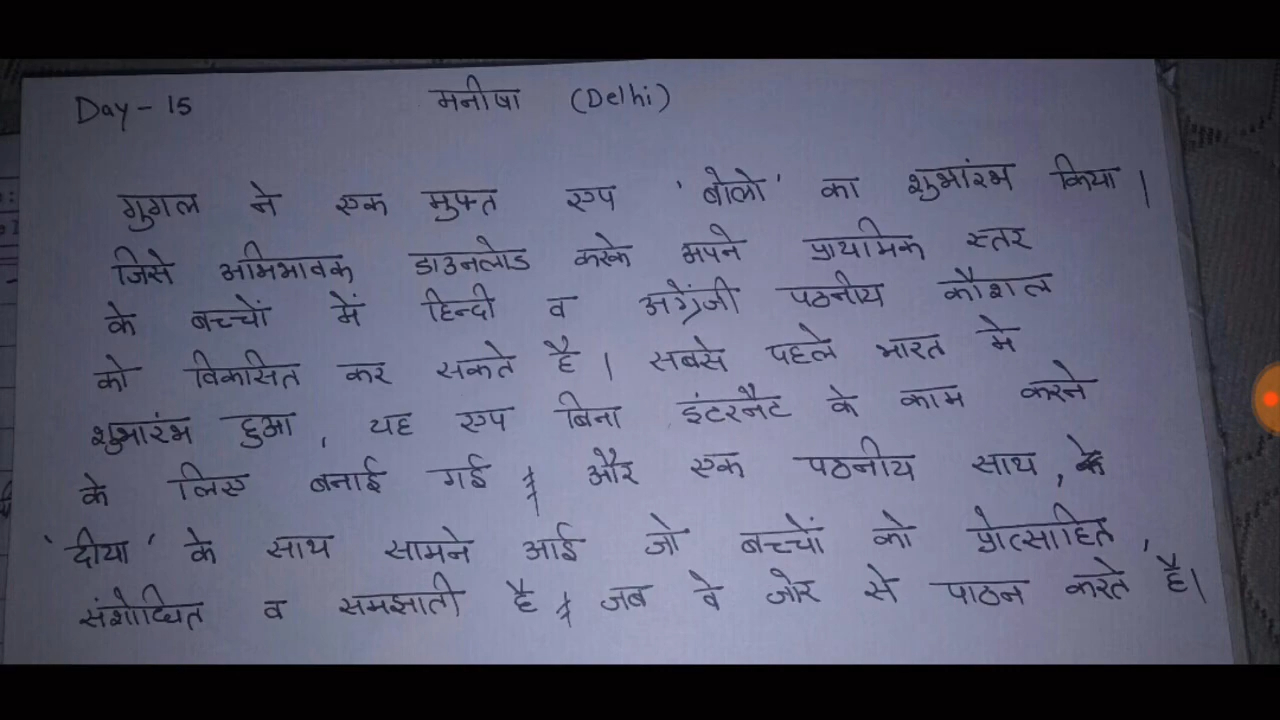 Day - 15 मनीषा (Delhi)
गुगल ने एक मुफ्त एप 'बोलो' का शुभांरभ किया ।
जिसे अभिभावक डाउनलोड करके अपने प्राथमिक स्तर
के बच्चों में हिन्दी व अग्रेंजी पठनीय कौशल
को विकसित कर सकते है । सबसे पहले भारत मे
शुभारंभ हुआ , यह एप बिना इंटरनैट के काम करने
के लिए बनाई गई और एक पठनीय साथ ,
'दीया' के साथ सामने आई जो बच्चों को प्रोत्साहित ,
संशोधित व समझाती है जब वे जोर से पाठन करते है।